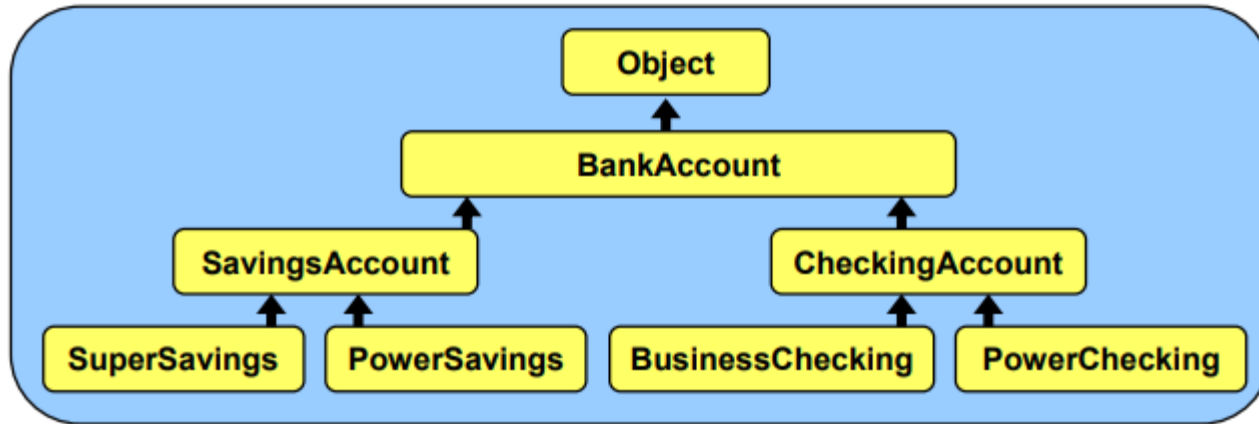 Object
BankAccount
SavingsAccount
CheckingAccount
SuperSavings
PowerSavings
BusinessChecking
PowerChecking